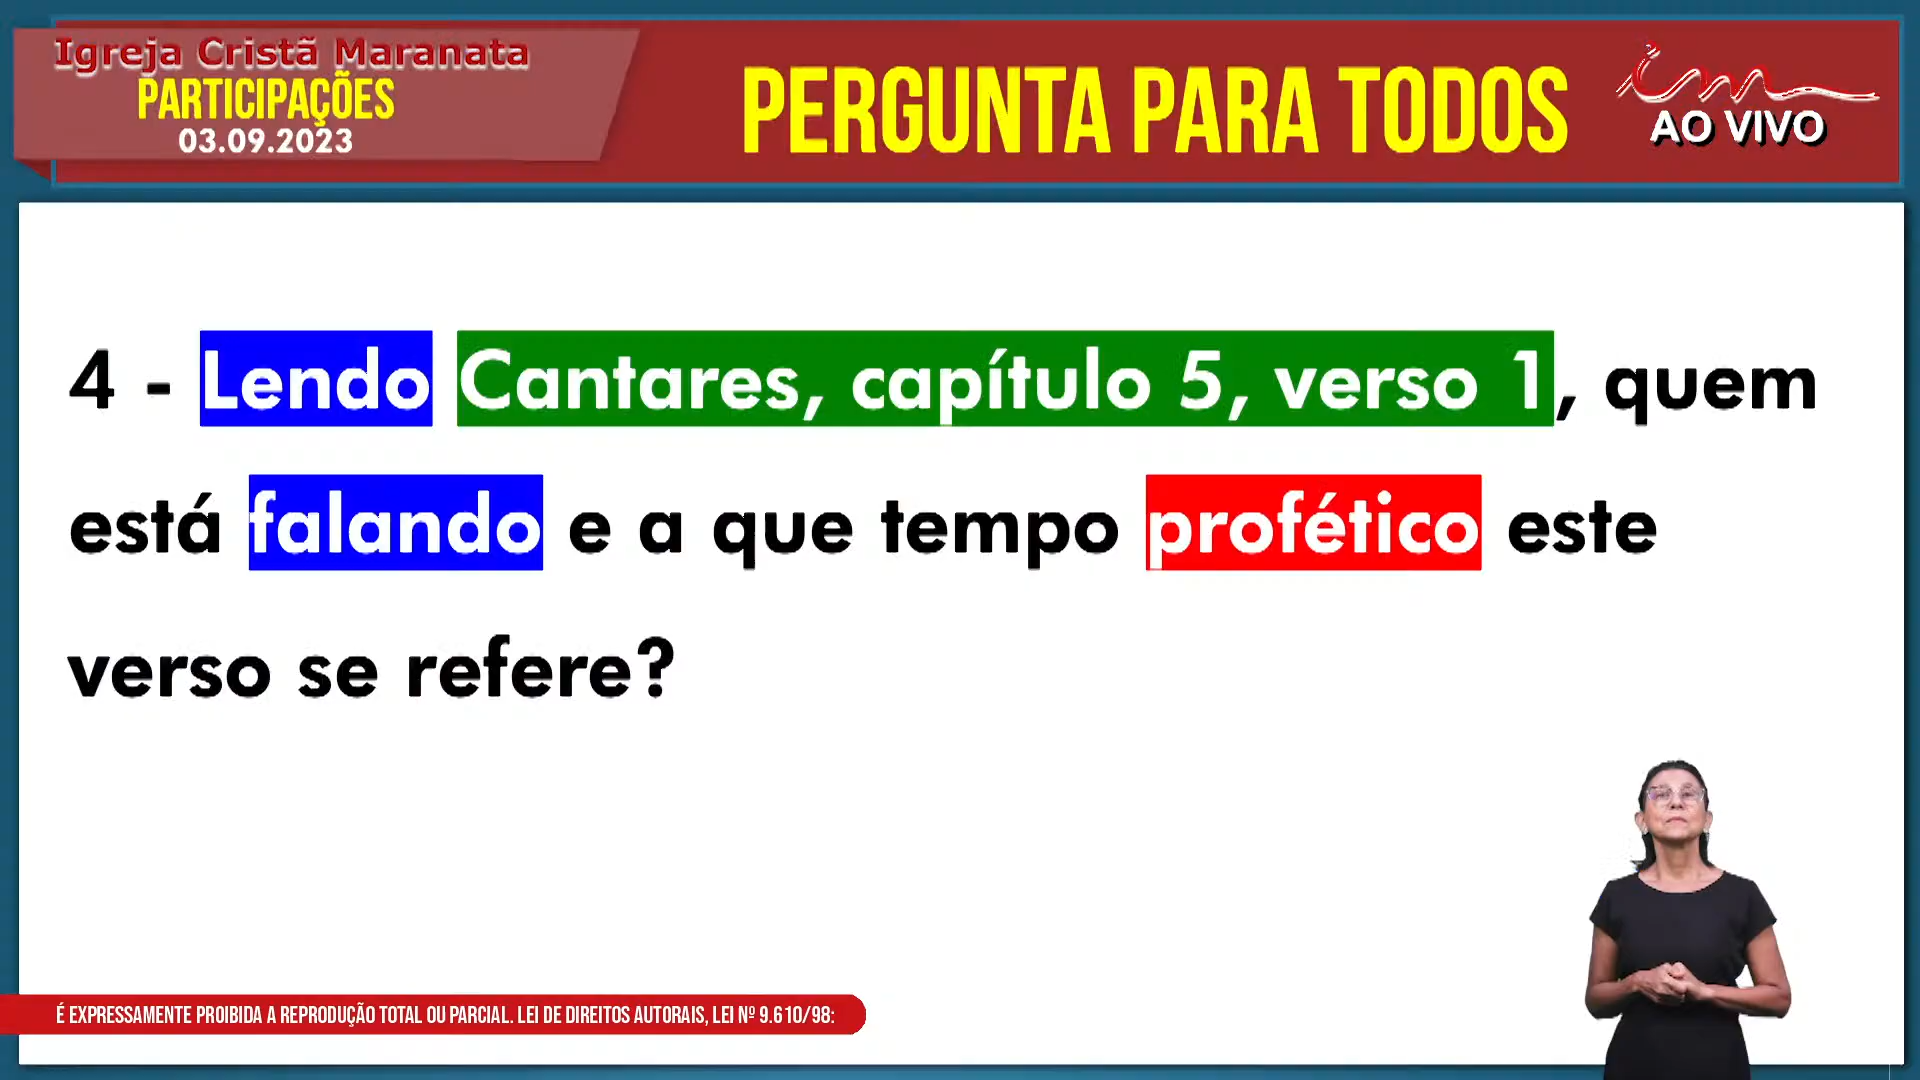 Igreja Cristã Maranata
PARTICIPAÇÕES
03.09.2023
PERGUNTA PARA TODOS
AO VIVO
4 - Lendo Cantares, capítulo 5, verso 1, quem
está falando e a que tempo profético este
verso se refere?
É EXPRESSAMENTE PROIBIDA A REPRODUÇÃO TOTAL OU PARCIAL. LEI DE DIREITOS AUTORAIS, LEI Nº 9.610/98: